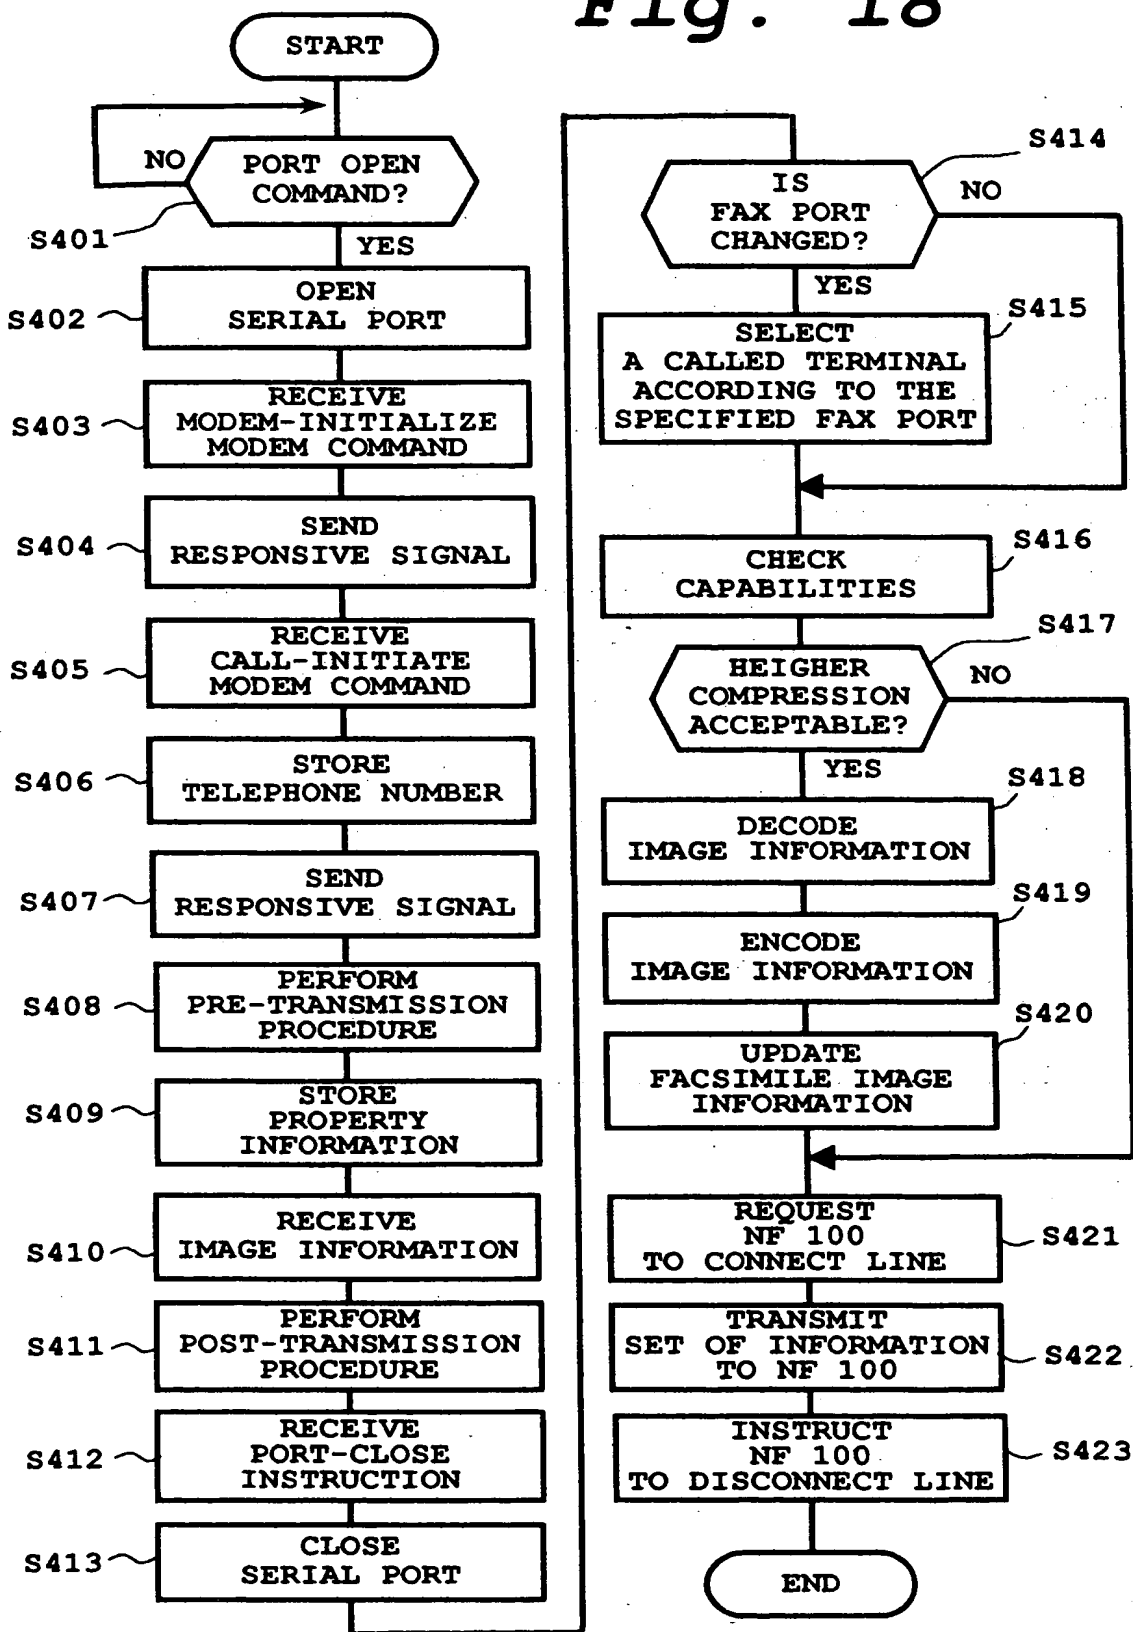 Fig. 18
START
NO
PORT OPEN
COMMAND?
S401
YES
OPEN
SERIAL PORT
S402
RECEIVE
MODEM-INITIALIZE
MODEM COMMAND
S403
SEND
RESPONSIVE SIGNAL
S404
RECEIVE
CALL-INITIATE
MODEM COMMAND
S405
STORE
TELEPHONE NUMBER
S406
SEND
RESPONSIVE SIGNAL
S407
PERFORM
PRE-TRANSMISSION
PROCEDURE
S408
STORE
PROPERTY
INFORMATION
S409
RECEIVE
IMAGE INFORMATION
S410
PERFORM
POST-TRANSMISSION
PROCEDURE
S411
RECEIVE
PORT-CLOSE
INSTRUCTION
S412
CLOSE
SERIAL PORT
S413
IS
FAX PORT
CHANGED?
S414
NO
YES
SELECT
A CALLED TERMINAL
ACCORDING TO THE
SPECIFIED FAX PORT
S415
CHECK
CAPABILITIES
S416
HEIGHER
COMPRESSION
ACCEPTABLE?
S417
NO
YES
DECODE
IMAGE INFORMATION
S418
ENCODE
IMAGE INFORMATION
S419
UPDATE
FACSIMILE IMAGE
INFORMATION
S420
REQUEST
NF 100
TO CONNECT LINE
S421
TRANSMIT
SET OF INFORMATION
TO NF 100
S422
INSTRUCT
NF 100
TO DISCONNECT LINE
S423
END